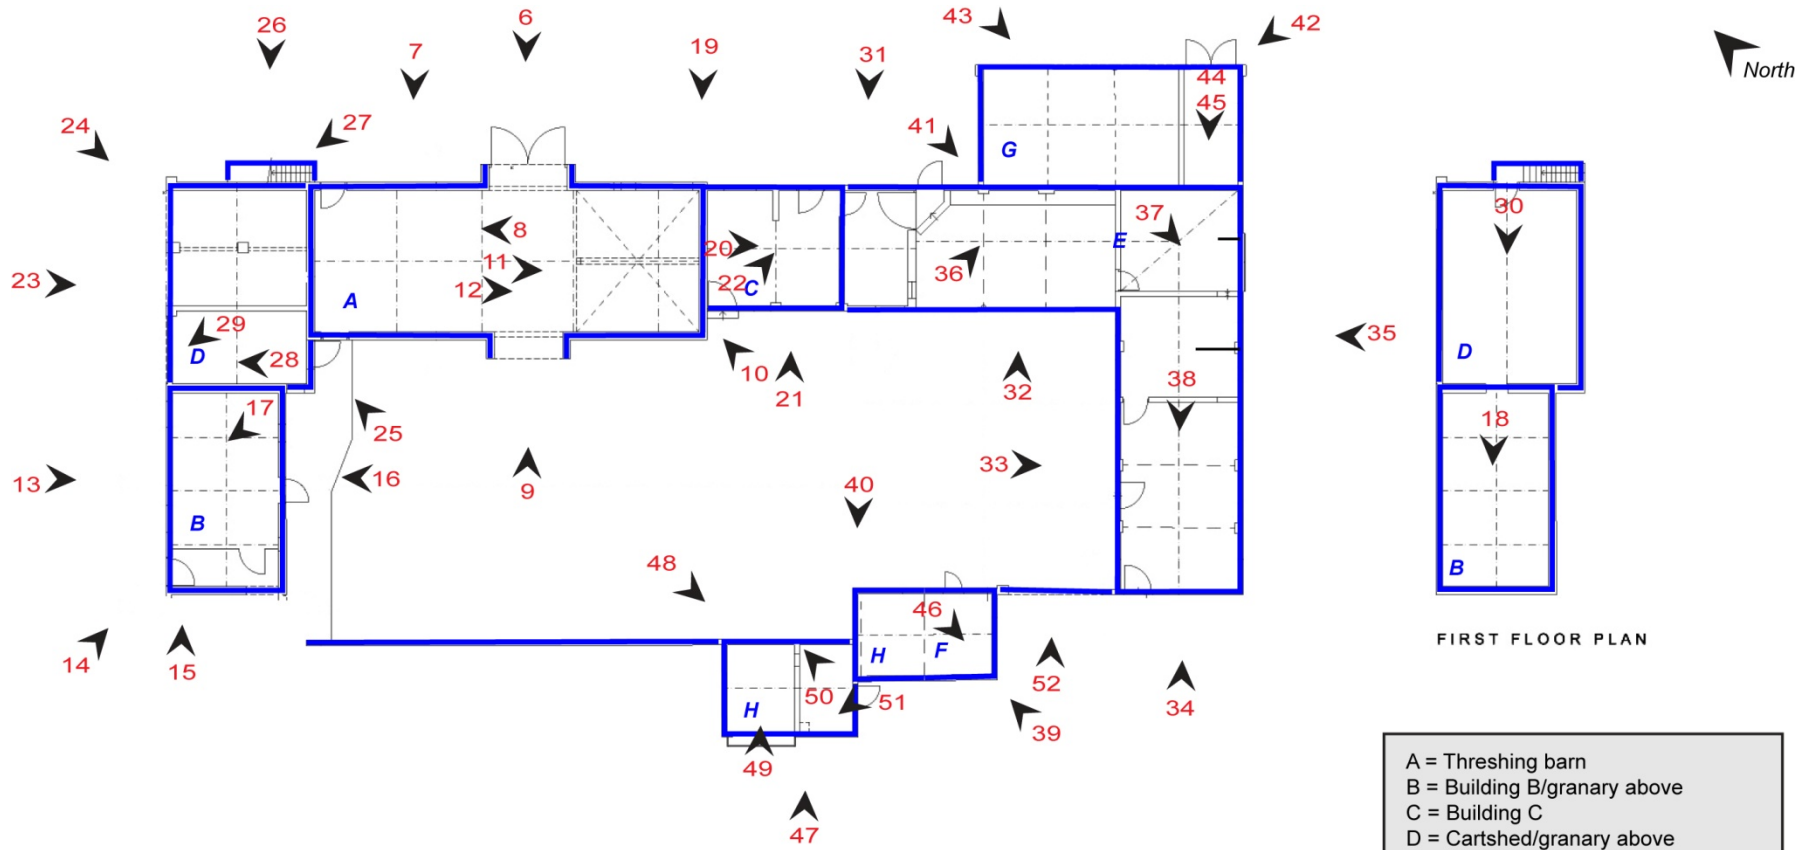 6
26
43
42
7
19
31
North
44
45
24
27
41
G
8
37
30
E
20
11
36
23
12
22
C
A
29
D
28
10
35
D
21
32
38
17
25
18
13
16
9
33
40
B
48
B
46
14
15
H
F
FIRST FLOOR PLAN
50
51
52
34
H
39
49
47
A = Threshing barn
B = Building B/granary above
C = Building C
D = Cartshed/granary above